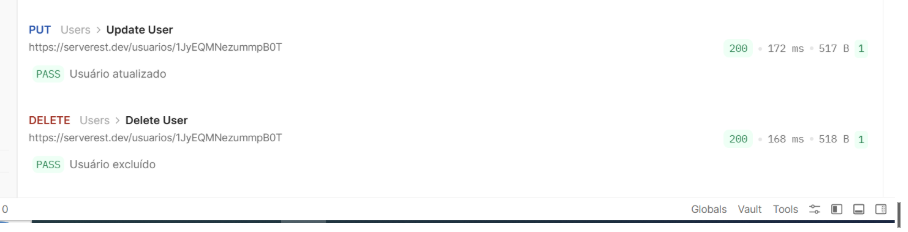 PUT Users > Update User
https://serverest.dev/usuarios/1JyEQMNezummpB0T
200 • 172 ms • 517 B 1
PASS Usuário atualizado
DELETE Users > Delete User
https://serverest.dev/usuarios/1JyEQMNezummpB0T
200 • 168 ms • 518 B 1
PASS Usuário excluído
0 Globals Vault Tools